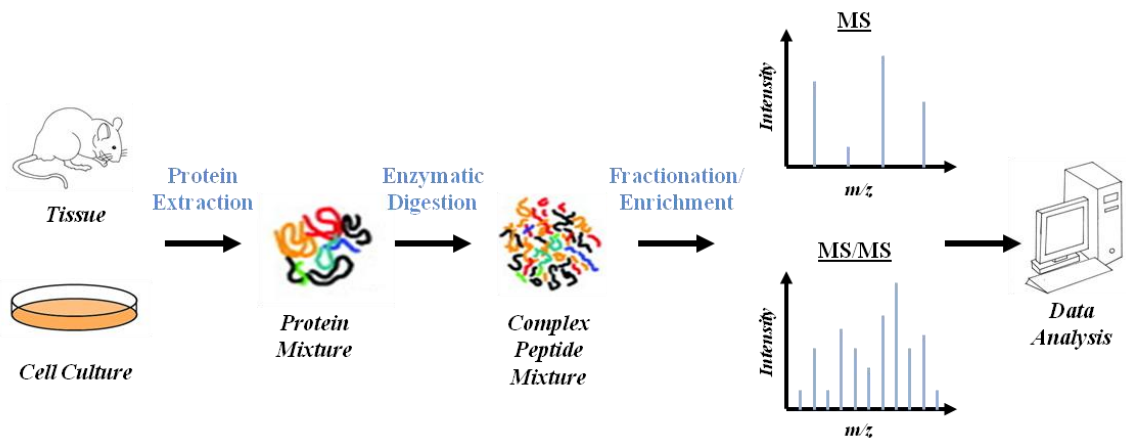 Tissue
Cell Culture
Protein
Extraction
Protein
Mixture
Enzymatic
Digestion
Complex
Peptide
Mixture
Fractionation/
Enrichment
MS
Intensity
m/z
MS/MS
Intensity
m/z
Data
Analysis